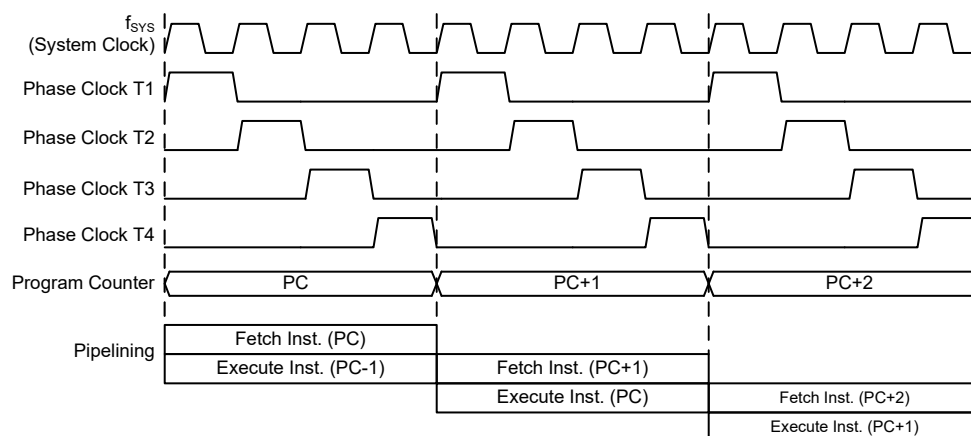 fSYS
(System Clock)
Phase Clock T1
Phase Clock T2
Phase Clock T3
Phase Clock T4
Program Counter PC PC+1 PC+2
Pipelining
Fetch Inst. (PC)
Execute Inst. (PC-1) Fetch Inst. (PC+1)
Execute Inst. (PC) Fetch Inst. (PC+2)
Execute Inst. (PC+1)